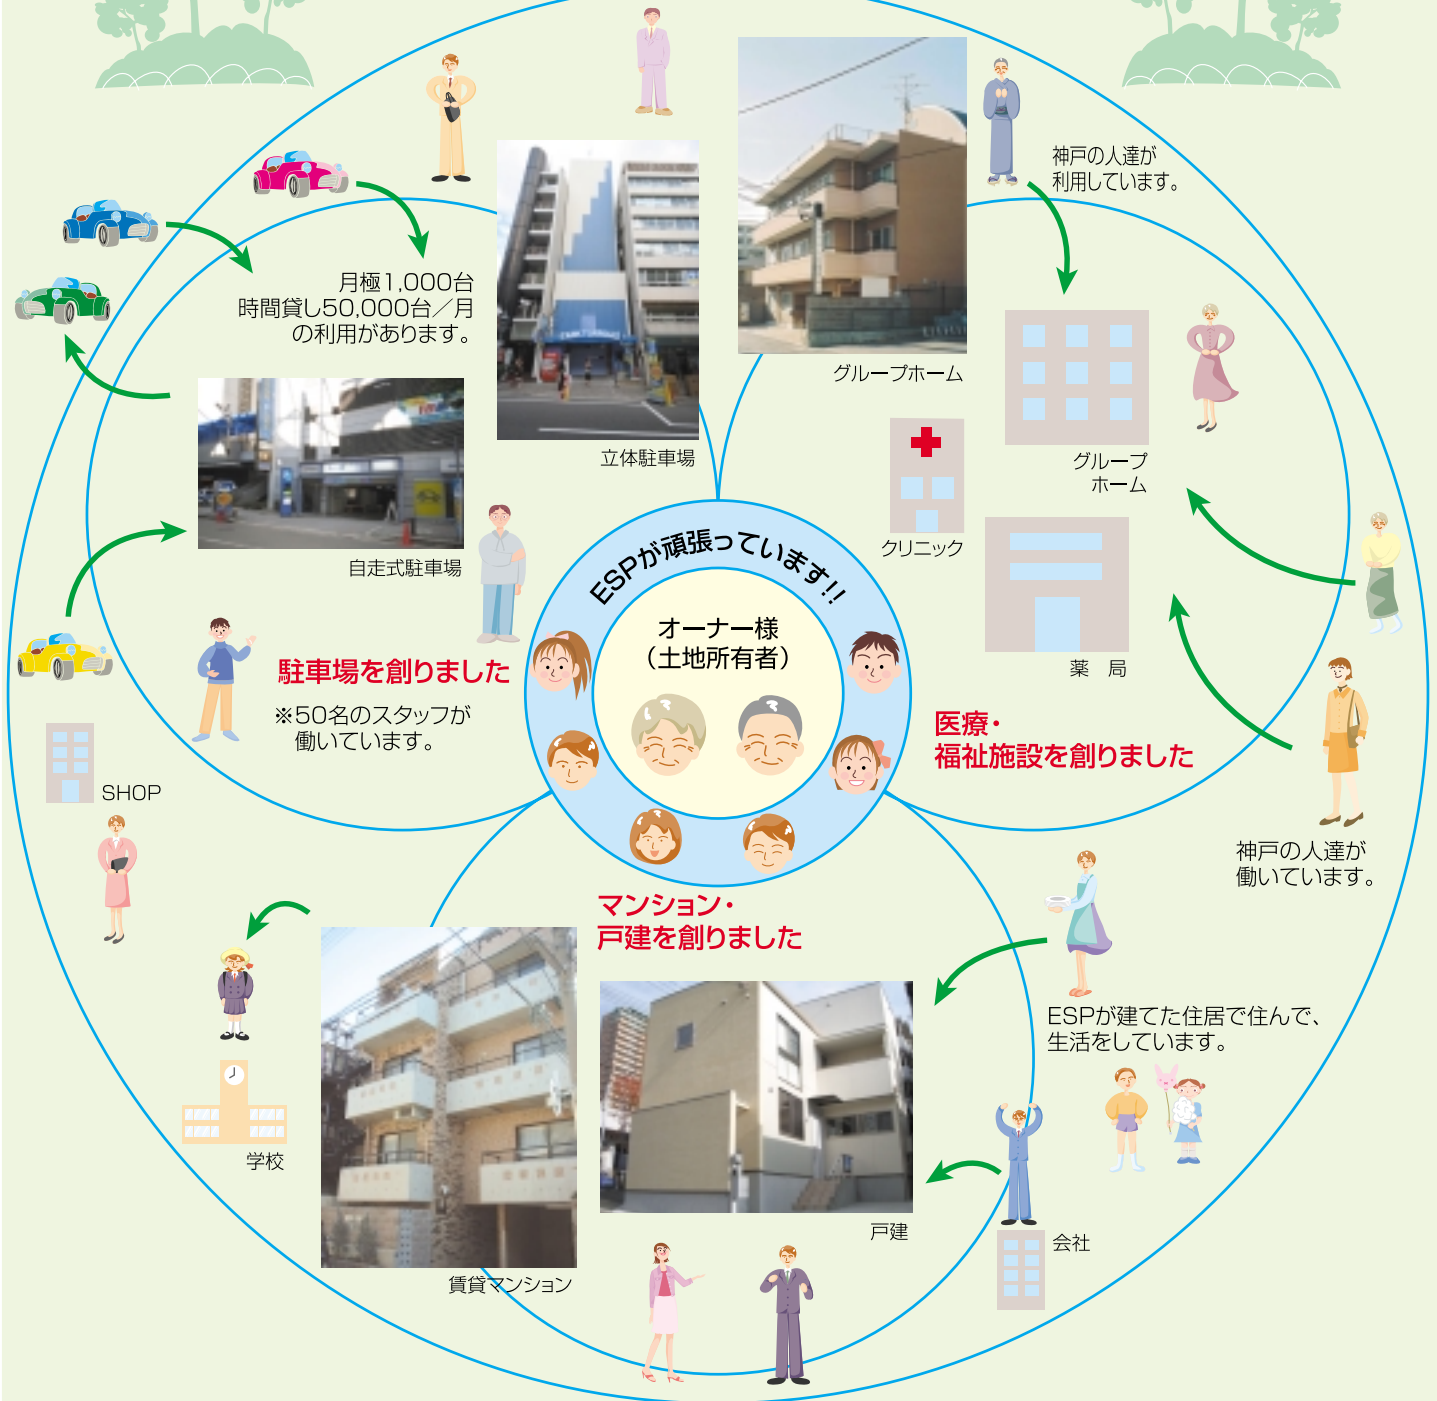 神戸の人達が
利用しています。
月極1,000台
時間貸し50,000台／月
の利用があります。
グループホーム
立体駐車場
グループ
ホーム
クリニック
自走式駐車場
ESPが頑張っています!!
オーナー様
（土地所有者）
薬　局
駐車場を創りました
※50名のスタッフが
働いています。
医療・
福祉施設を創りました
SHOP
神戸の人達が
働いています。
マンション・
戸建を創りました
ESPが建てた住居で住んで、
生活をしています。
学校
戸建
会社
賃貸マンション